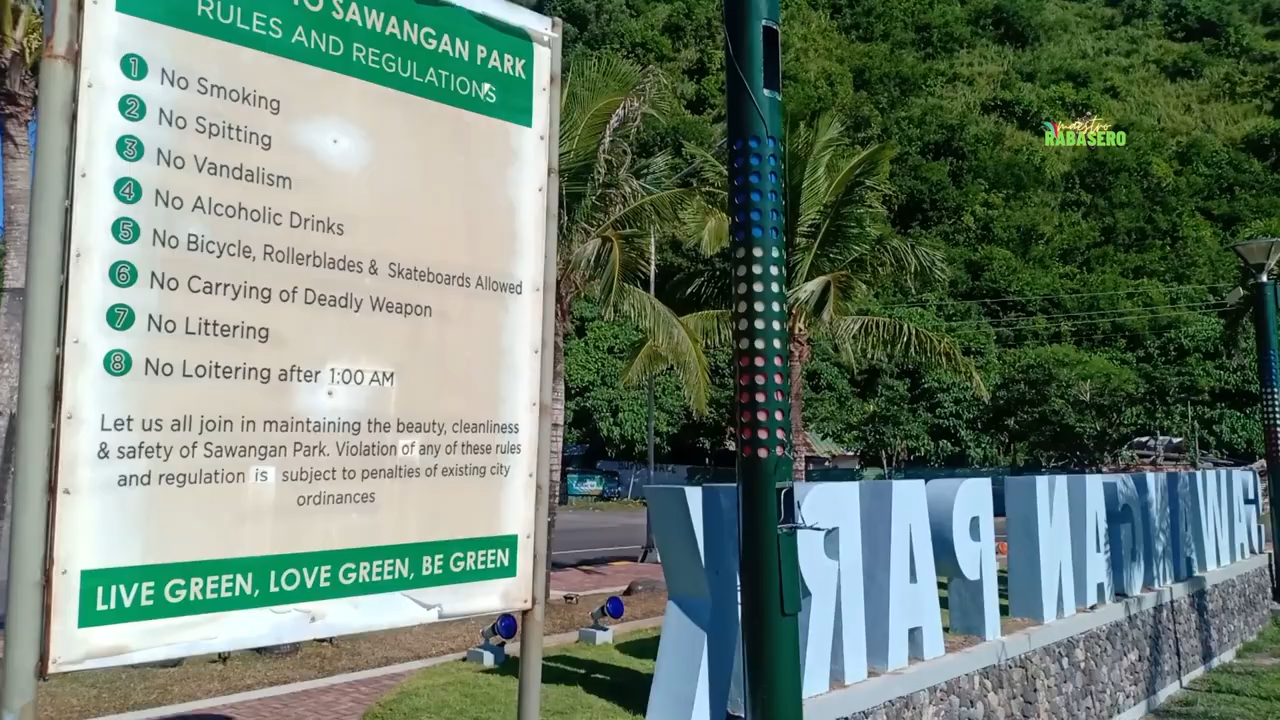 TO SAWANGAN PARK
RULES AND REGULATIONS
1 No Smoking
2 No Spitting
3 No Vandalism
4 No Alcoholic Drinks
5 No Bicycle, Rollerblades & Skateboards Allowed
6 No Carrying of Deadly Weapon
7 No Littering
8 No Loitering after 1:00 AM
Let us all join in maintaining the beauty, cleanliness
& safety of Sawangan Park. Violation of any of these rules
and regulation is subject to penalties of existing city
ordinances
LIVE GREEN, LOVE GREEN, BE GREEN
maestro
RABASERO
SAWANGAN PARK